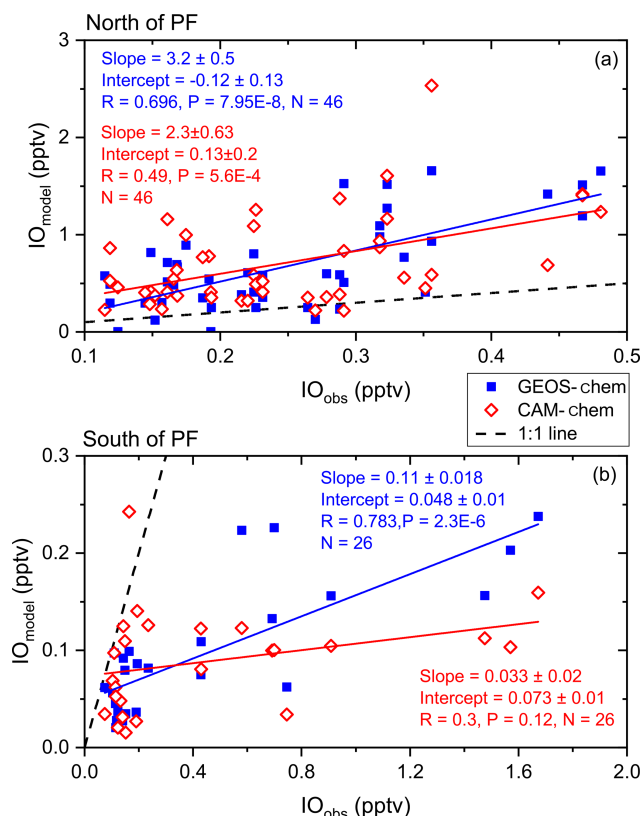 North of PF
(a)
Slope = 3.2 ± 0.5
Intercept = -0.12 ± 0.13
R = 0.696, P = 7.95E-8, N = 46
Slope = 2.3±0.63
Intercept = 0.13±0.2
R = 0.49, P = 5.6E-4
N = 46
IOmodel (pptv)
3
2
1
0
0.1 0.2 0.3 0.4 0.5
IOobs (pptv)
GEOS-chem
CAM-chem
1:1 line
South of PF
(b)
Slope = 0.11 ± 0.018
Intercept = 0.048 ± 0.01
R = 0.783,P = 2.3E-6
N = 26
IOmodel (pptv)
0.3
0.2
0.1
0.0
Slope = 0.033 ± 0.02
Intercept = 0.073 ± 0.01
R = 0.3, P = 0.12, N = 26
0.0 0.4 0.8 1.2 1.6 2.0
IOobs (pptv)